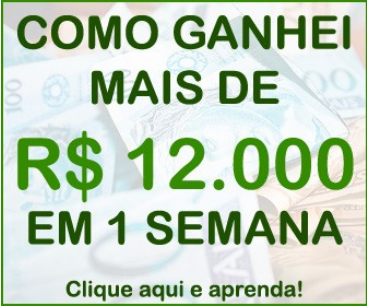 COMO GANHEI
MAIS DE
R$ 12.000
EM 1 SEMANA
Clique aqui e aprenda!